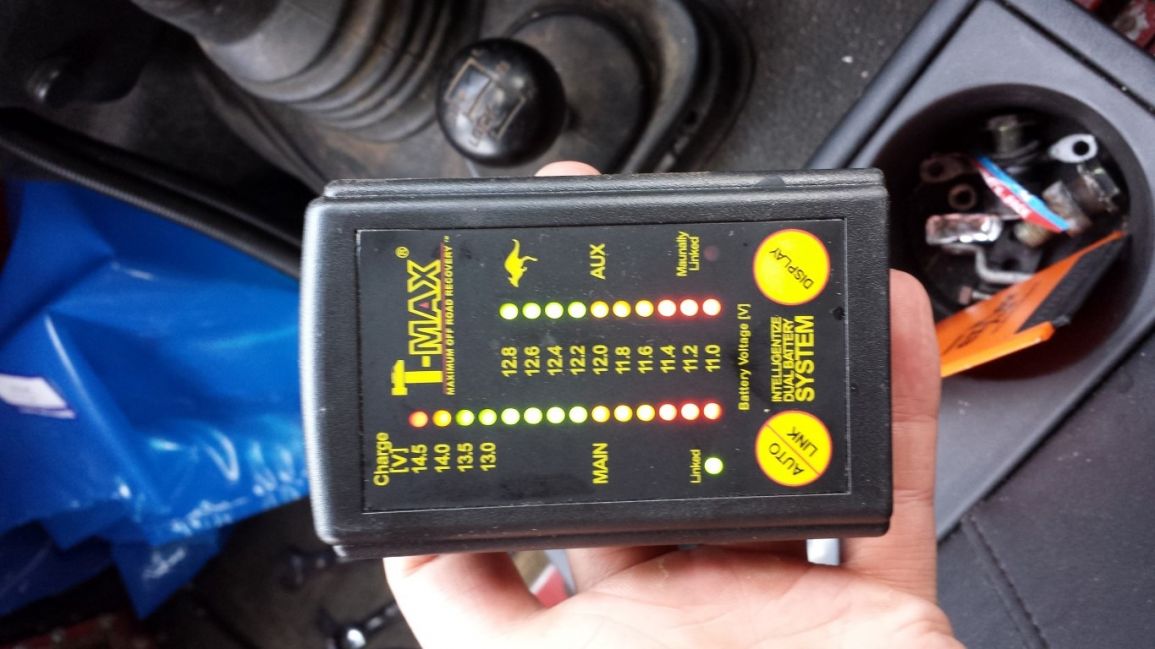 T-MAX®
MAXIMUM OFF ROAD RECOVERY™
Charge
[V]
14.5
14.0
13.5
13.0
12.8
12.6
12.4
12.2
MAIN 12.0 AUX
11.8
11.6
11.4
11.2
Linked 11.0 Maunally
Linked
Battery Voltage [V]
AUTO
LINK
INTELLIGENTIZE
DUAL BATTERY
SYSTEM
DISPLAY